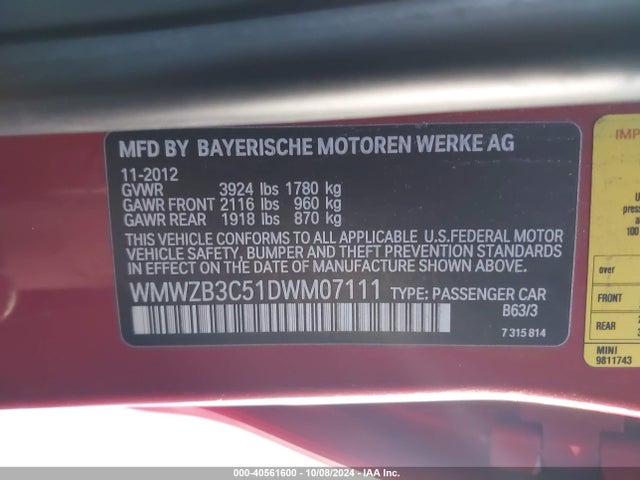 MFD BY BAYERISCHE MOTOREN WERKE AG
11-2012
GVWR 3924 lbs 1780 kg
GAWR FRONT 2116 lbs 960 kg
GAWR REAR 1918 lbs 870 kg
THIS VEHICLE CONFORMS TO ALL APPLICABLE U.S.FEDERAL MOTOR
VEHICLE SAFETY, BUMPER AND THEFT PREVENTION STANDARDS
IN EFFECT ON THE DATE OF MANUFACTURE SHOWN ABOVE.
WMWZB3C51DWM07111 TYPE: PASSENGER CAR
B63/3
7 315 814
over
FRONT
REAR
MINI
9811743
000-40561600 - 10/08/2024 - IAA Inc.